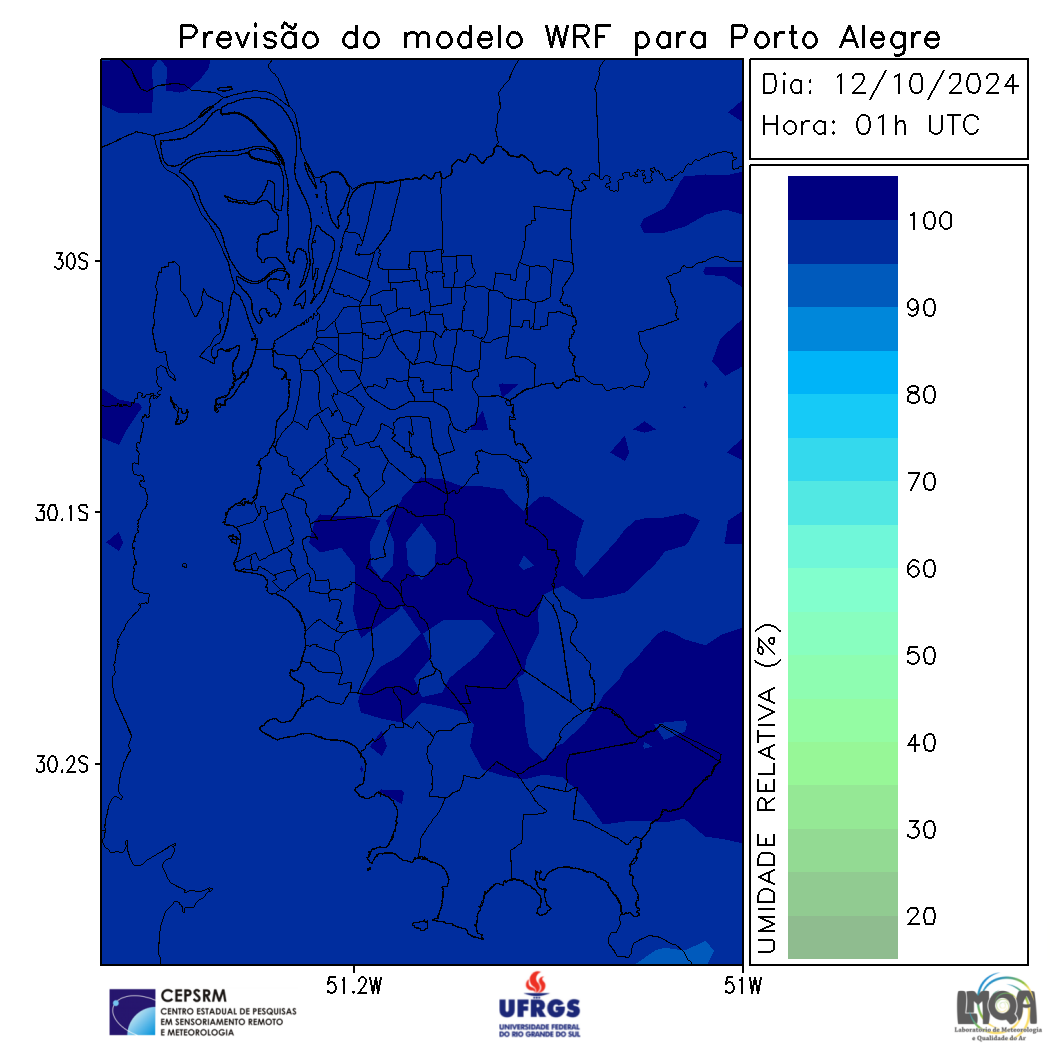 Previsão do modelo WRF para Porto Alegre
Dia: 12/10/2024
Hora: 01h UTC
100
90
80
70
60
50
40
30
20
UMIDADE RELATIVA (%)
30S
30.1S
30.2S
51.2W
51W
CEPSRM
CENTRO ESTADUAL DE PESQUISAS
EM SENSORIAMENTO REMOTO
E METEOROLOGIA
UFRGS
UNIVERSIDADE FEDERAL
DO RIO GRANDE DO SUL
LMQA
Laboratório de Meteorologia
e Qualidade do Ar